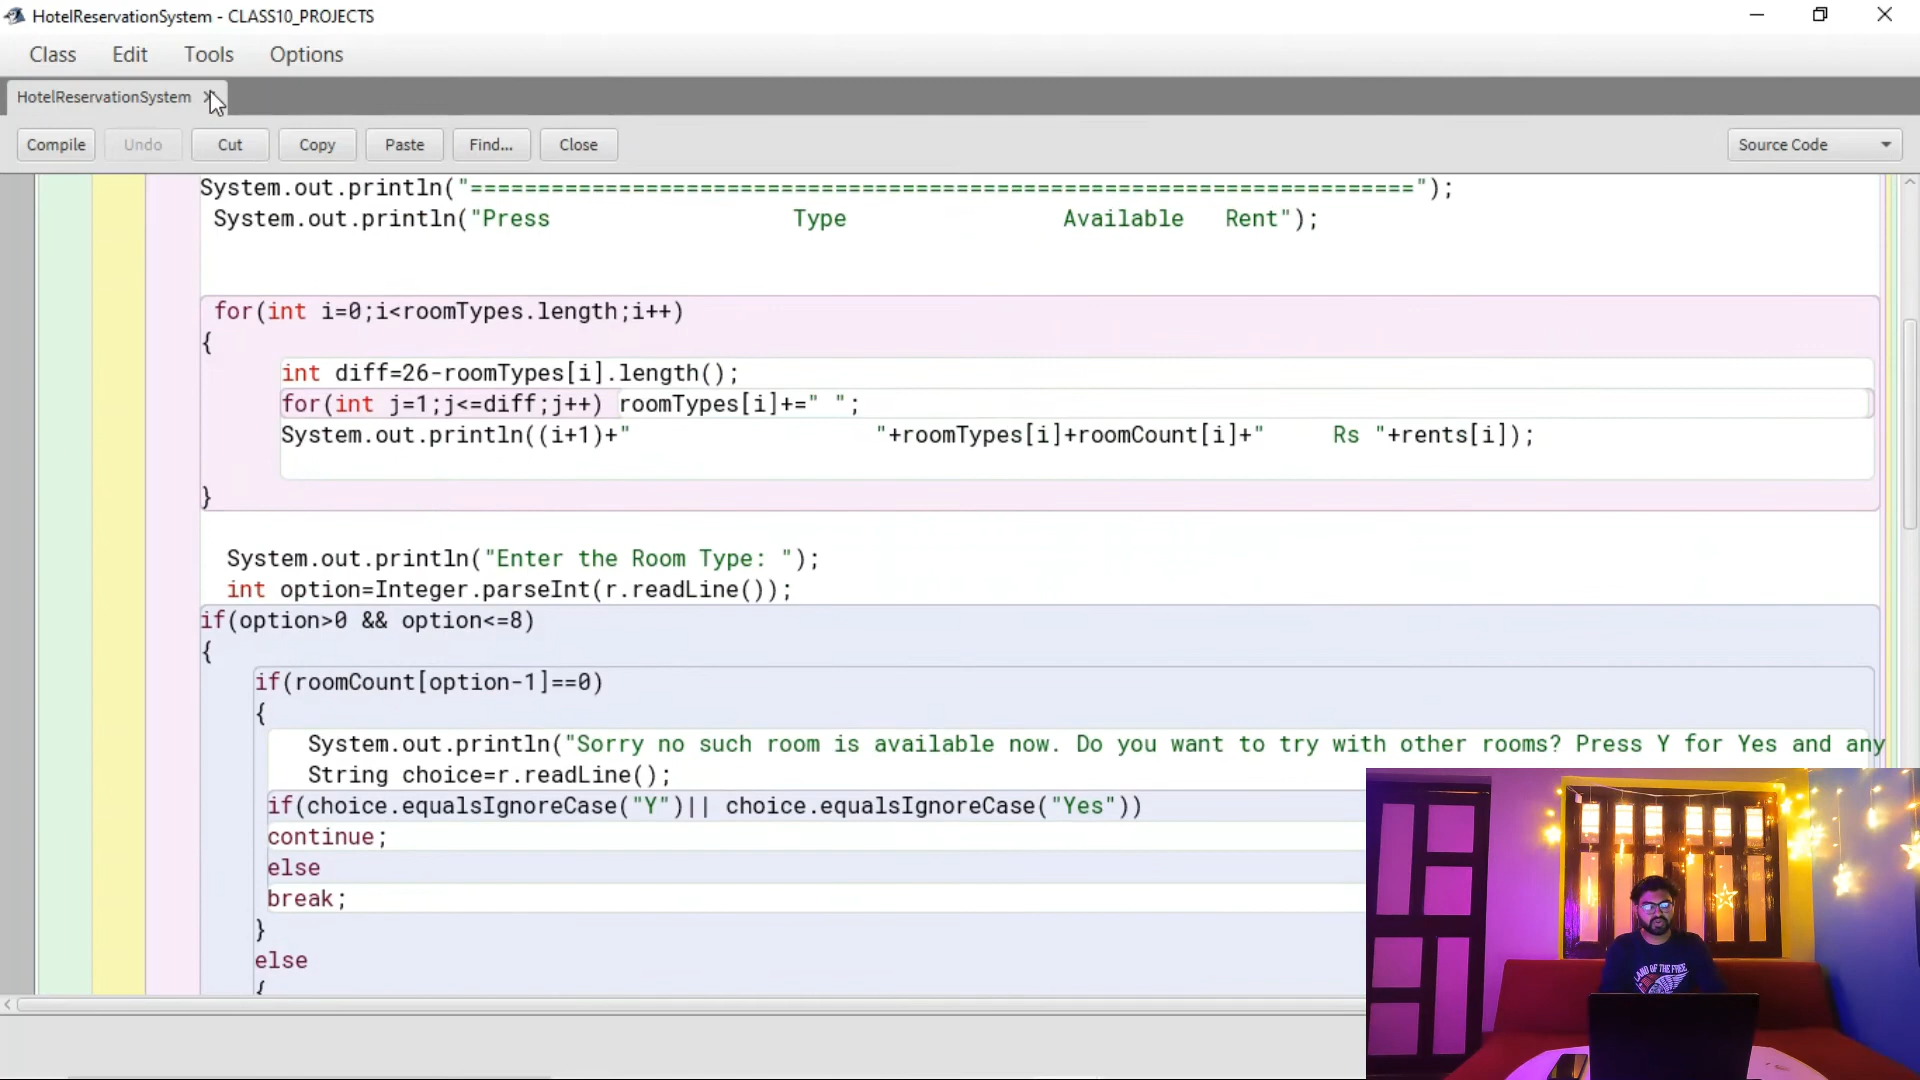 HotelReservationSystem - CLASS10_PROJECTS
Class Edit Tools Options
HotelReservationSystem
Compile Undo Cut Copy Paste Find... Close Source Code
System.out.println("======================================================================");
System.out.println("Press Type Available Rent");
for(int i=0;i<roomTypes.length;i++)
{
int diff=26-roomTypes[i].length();
for(int j=1;j<=diff;j++) roomTypes[i]+=" ";
System.out.println((i+1)+" "+roomTypes[i]+roomCount[i]+" Rs "+rents[i]);
}
System.out.println("Enter the Room Type: ");
int option=Integer.parseInt(r.readLine());
if(option>0 && option<=8)
{
if(roomCount[option-1]==0)
{
System.out.println("Sorry no such room is available now. Do you want to try with other rooms? Press Y for Yes and any
String choice=r.readLine();
if(choice.equalsIgnoreCase("Y")|| choice.equalsIgnoreCase("Yes"))
continue;
else
break;
}
else
{
LAND OF THE FREE